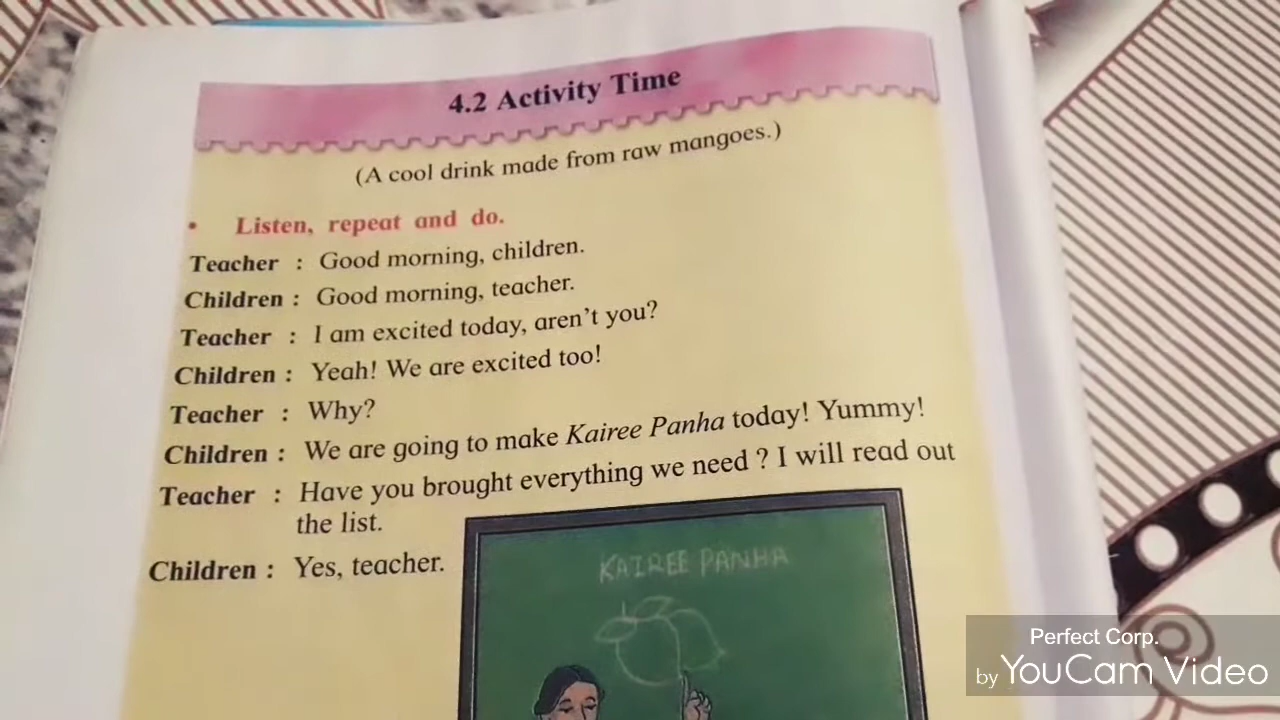 4.2 Activity Time
(A cool drink made from raw mangoes.)
• Listen, repeat and do.
Teacher : Good morning, children.
Children : Good morning, teacher.
Teacher : I am excited today, aren't you?
Children : Yeah! We are excited too!
Teacher : Why?
Children : We are going to make Kairee Panha today! Yummy!
Teacher : Have you brought everything we need ? I will read out
the list.
Children : Yes, teacher.
KAIREE PANHA
Perfect Corp.
by YouCam Video